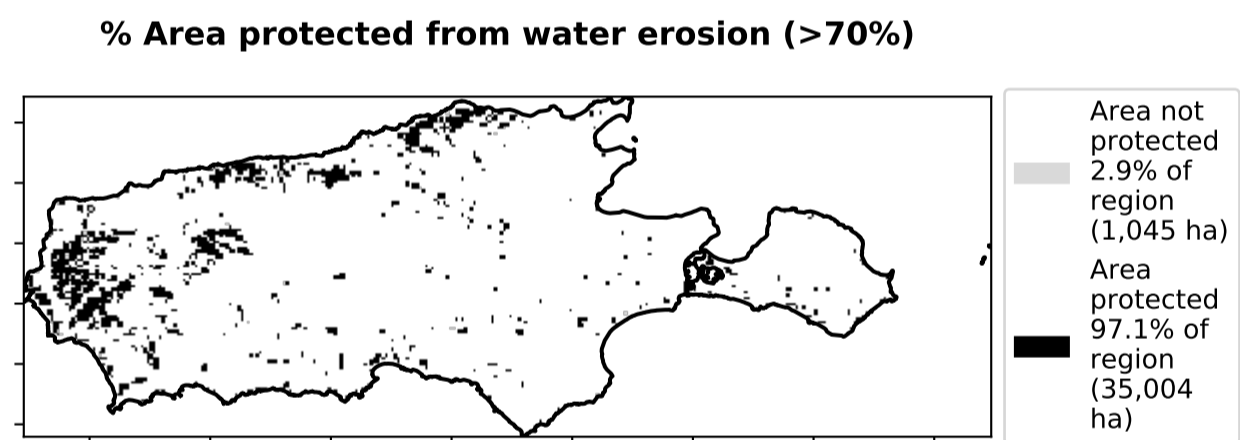 % Area protected from water erosion (>70%)
Area not
protected
2.9% of
region
(1,045 ha)
Area
protected
97.1% of
region
(35,004
ha)